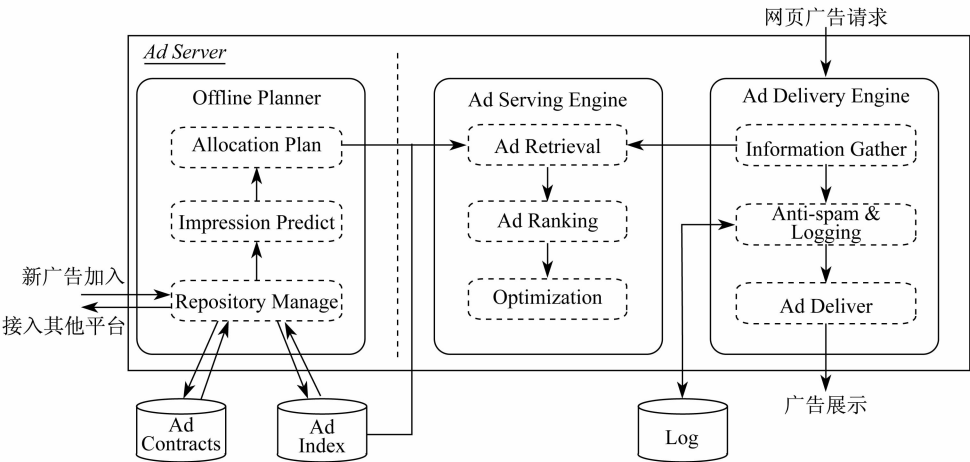 网页广告请求
Ad Server
Offline Planner
Allocation Plan
Impression Predict
Repository Manage
新广告加入
接入其他平台
Ad Serving Engine
Ad Retrieval
Ad Ranking
Optimization
Ad Delivery Engine
Information Gather
Anti-spam &
Logging
Ad Deliver
Ad
Contracts
Ad
Index
Log
广告展示